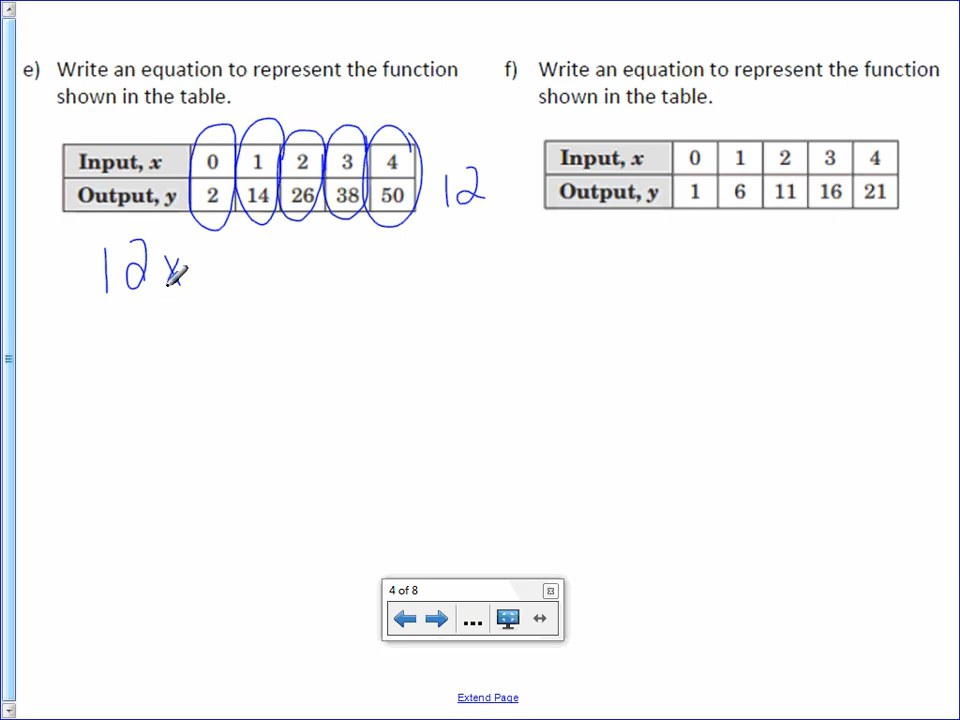 e) Write an equation to represent the function
shown in the table.
Input, x 0 1 2 3 4
Output, y 2 14 26 38 50
12
12x
f) Write an equation to represent the function
shown in the table.
Input, x 0 1 2 3 4
Output, y 1 6 11 16 21
4 of 8
...
Extend Page